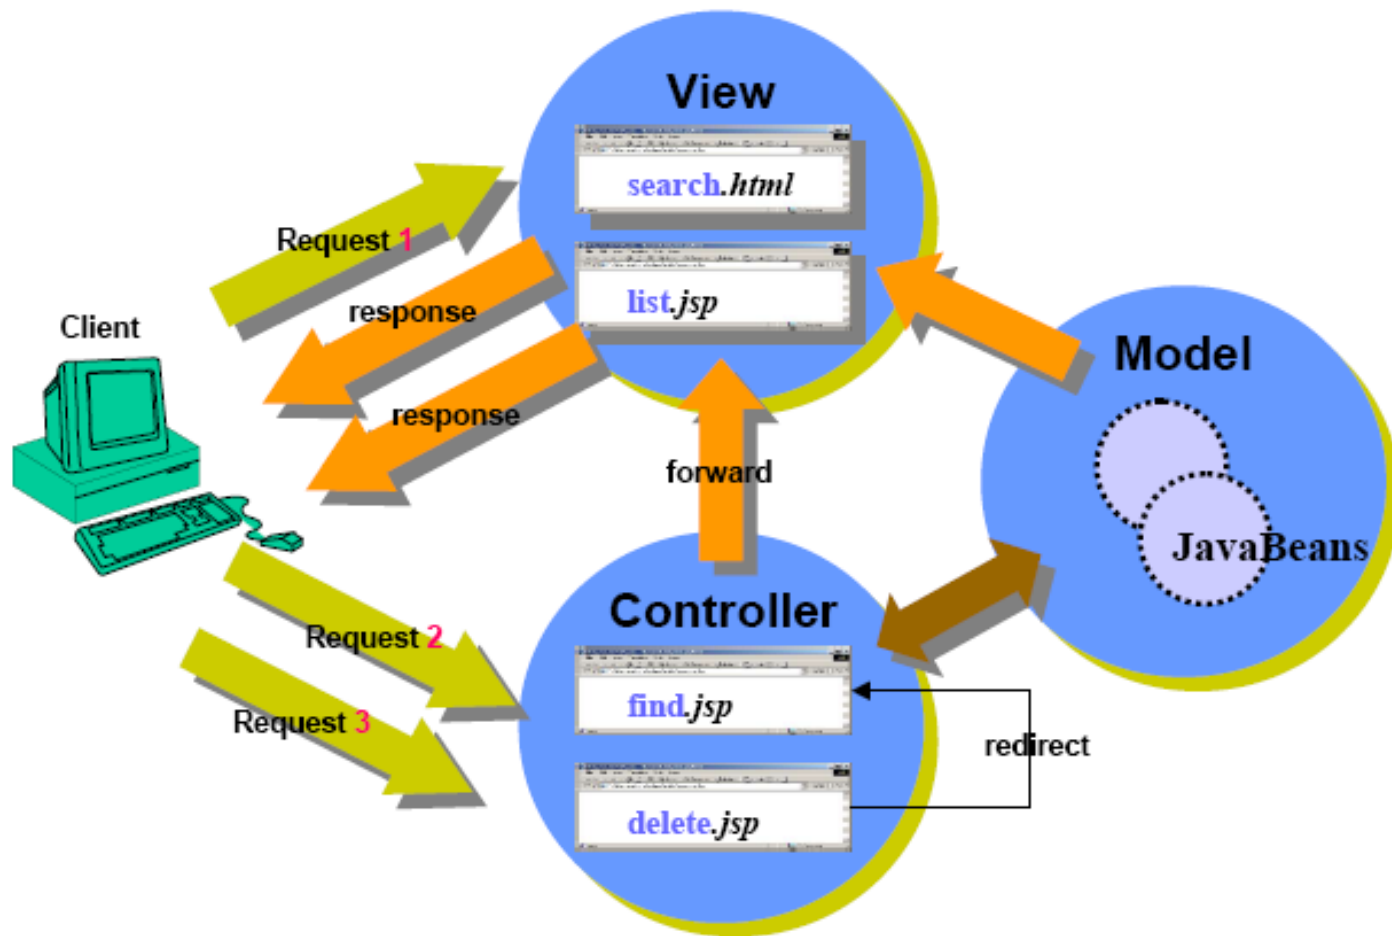 View
search.html
Request 1
list.jsp
response
Client
Model
response
forward
JavaBeans
Controller
Request 2
find.jsp
Request 3
redirect
delete.jsp